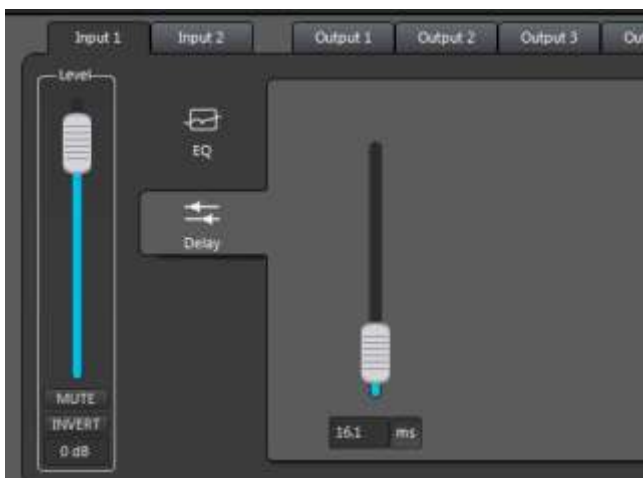 Input 1
Input 2
Output 1
Output 2
Output 3
Level
EQ
Delay
MUTE
INVERT
0 dB
16.1
ms